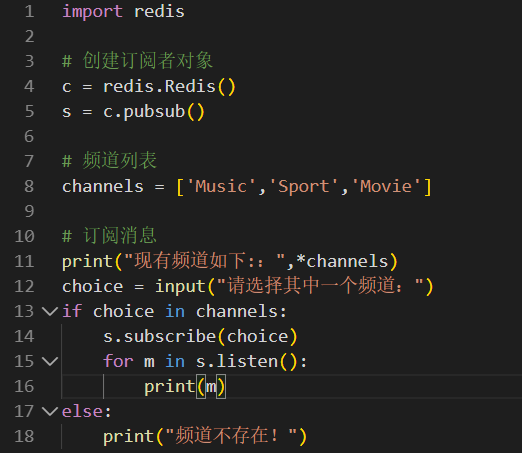 1 import redis
2
3 # 创建订阅者对象
4 c = redis.Redis()
5 s = c.pubsub()
6
7 # 频道列表
8 channels = ['Music','Sport','Movie']
9
10 # 订阅消息
11 print("现有频道如下:：",*channels)
12 choice = input("请选择其中一个频道：")
13 if choice in channels:
14     s.subscribe(choice)
15     for m in s.listen():
16         print(m)
17 else:
18     print("频道不存在！")